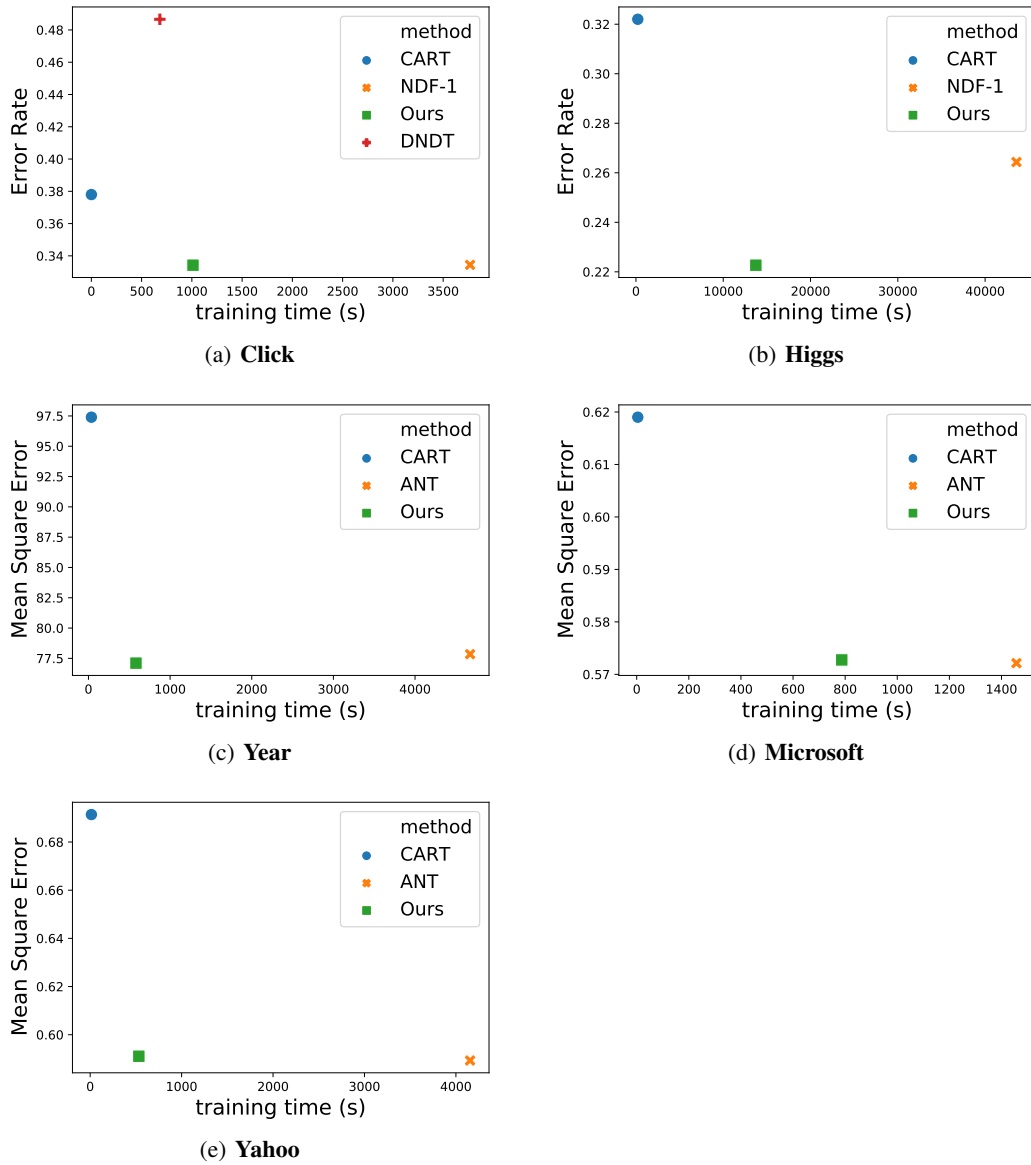 0.48
0.46
0.44
0.42
0.40
0.38
0.36
0.34
Error Rate
method
CART
NDF-1
Ours
DNDT
0 500 1000 1500 2000 2500 3000 3500
training time (s)
(a) Click
0.32
0.30
0.28
0.26
0.24
0.22
Error Rate
method
CART
NDF-1
Ours
0 10000 20000 30000 40000
training time (s)
(b) Higgs
97.5
95.0
92.5
90.0
87.5
85.0
82.5
80.0
77.5
Mean Square Error
method
CART
ANT
Ours
0 1000 2000 3000 4000
training time (s)
(c) Year
0.62
0.61
0.60
0.59
0.58
0.57
Mean Square Error
method
CART
ANT
Ours
0 200 400 600 800 1000 1200 1400
training time (s)
(d) Microsoft
0.68
0.66
0.64
0.62
0.60
Mean Square Error
method
CART
ANT
Ours
0 1000 2000 3000 4000
training time (s)
(e) Yahoo